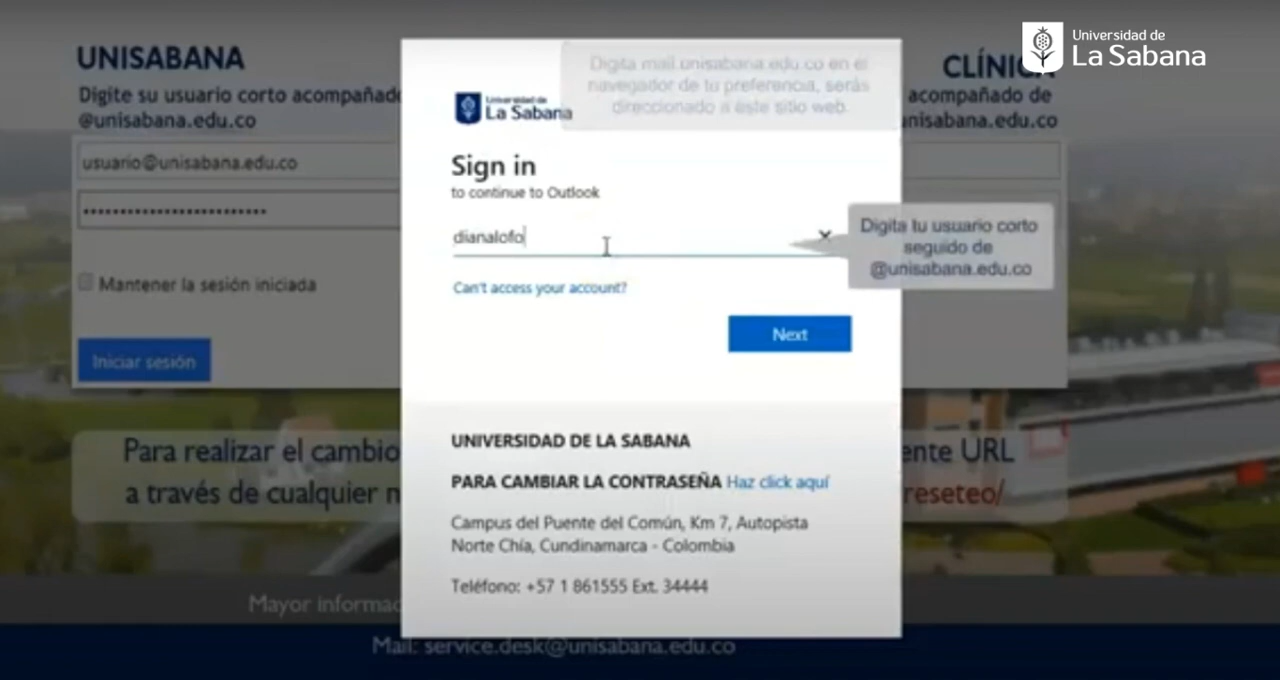 Universidad de
La Sabana
UNISABANA
Digite su usuario corto acompañado
@unisabana.edu.co
usuario@unisabana.edu.co
Mantener la sesión iniciada
Iniciar sesión
CLÍNICA
acompañado de
unisabana.edu.co
Digita mail.unisabana.edu.co en el
navegador de tu preferencia, serás
direccionado a este sitio web.
Universidad de
La Sabana
Sign in
to continue to Outlook
dianalofo
Digita tu usuario corto
seguido de
@unisabana.edu.co
Can't access your account?
Next
UNIVERSIDAD DE LA SABANA
PARA CAMBIAR LA CONTRASEÑA Haz click aquí
Campus del Puente del Común, Km 7, Autopista
Norte Chía, Cundinamarca - Colombia
Teléfono: +57 1 861555 Ext. 34444
Para realizar el cambio
ente URL
a través de cualquier n
reseteo/
Mayor informac
Mail: service.desk@unisabana.edu.co